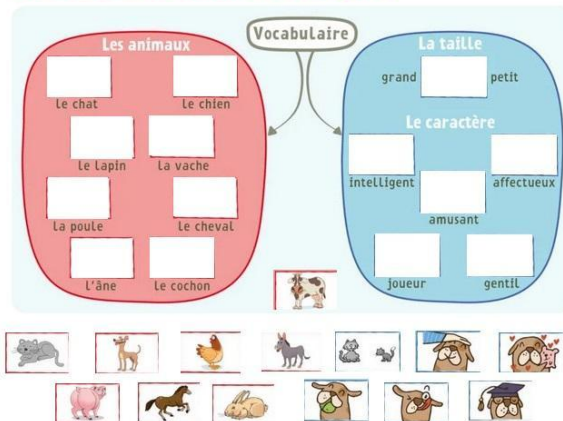 Vocabulaire
Les animaux
le chat
le chien
le lapin
la vache
la poule
le cheval
l'âne
le cochon
La taille
grand
petit
Le caractère
intelligent
affectueux
amusant
joueur
gentil